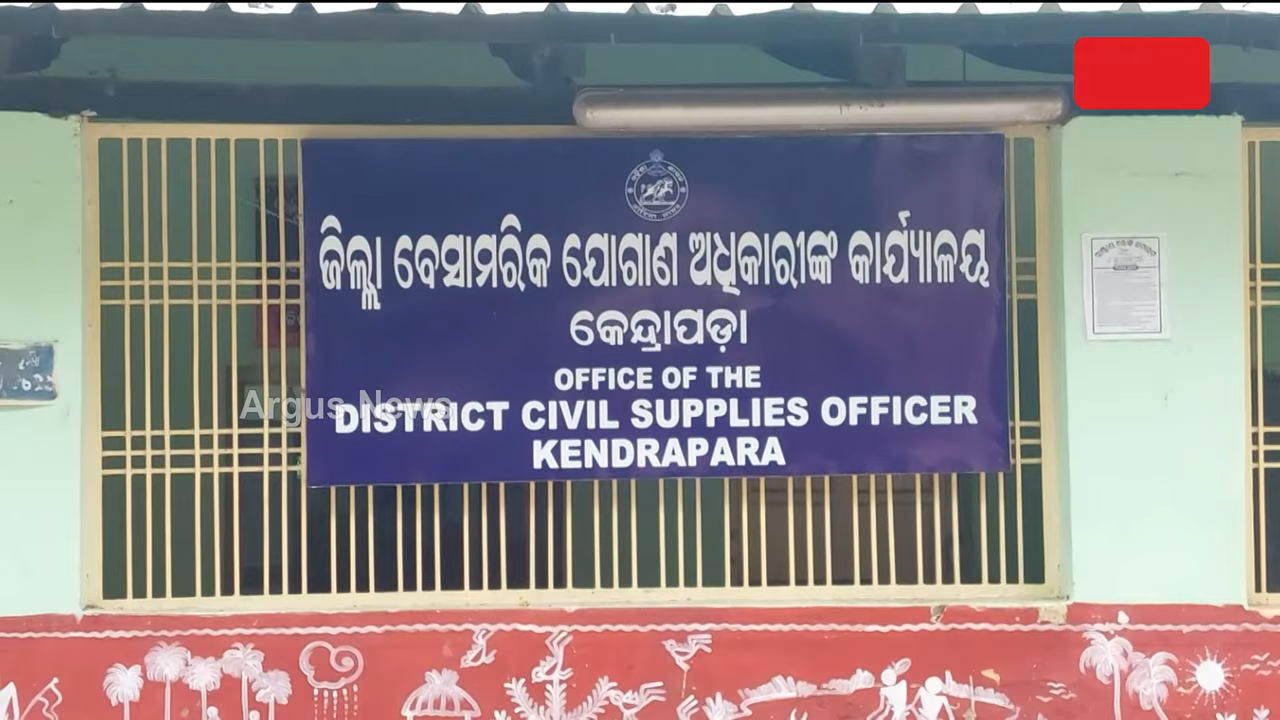 ଜିଲ୍ଲା ବେସାମରିକ ଯୋଗାଣ ଅଧିକାରୀଙ୍କ କାର୍ଯ୍ୟାଳୟ
କେନ୍ଦ୍ରାପଡ଼ା
OFFICE OF THE
Argus News
DISTRICT CIVIL SUPPLIES OFFICER
KENDRAPARA